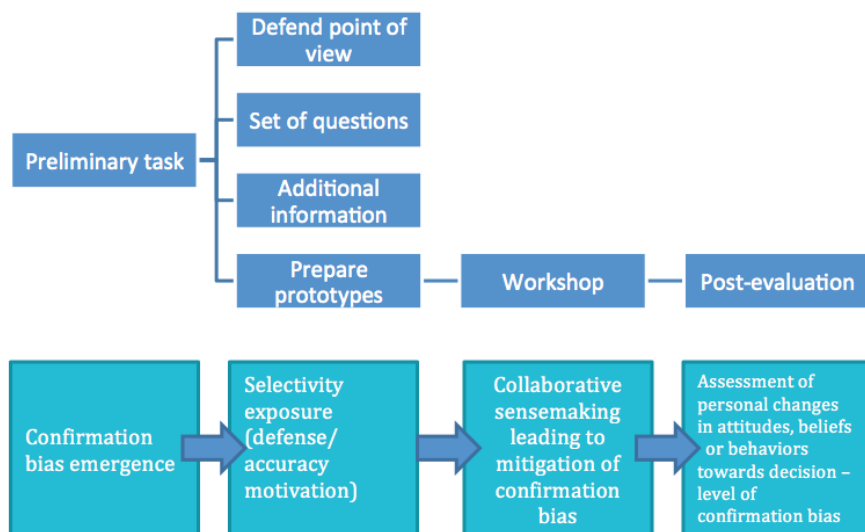 Defend point of
view
Set of questions
Preliminary task
Additional
information
Prepare
prototypes
Workshop
Post-evaluation
Confirmation
bias emergence
Selectivity
exposure
(defense/
accuracy
motivation)
Collaborative
sensemaking
leading to
mitigation of
confirmation
bias
Assessment of
personal changes
in attitudes, beliefs
or behaviors
towards decision –
level of
confirmation bias